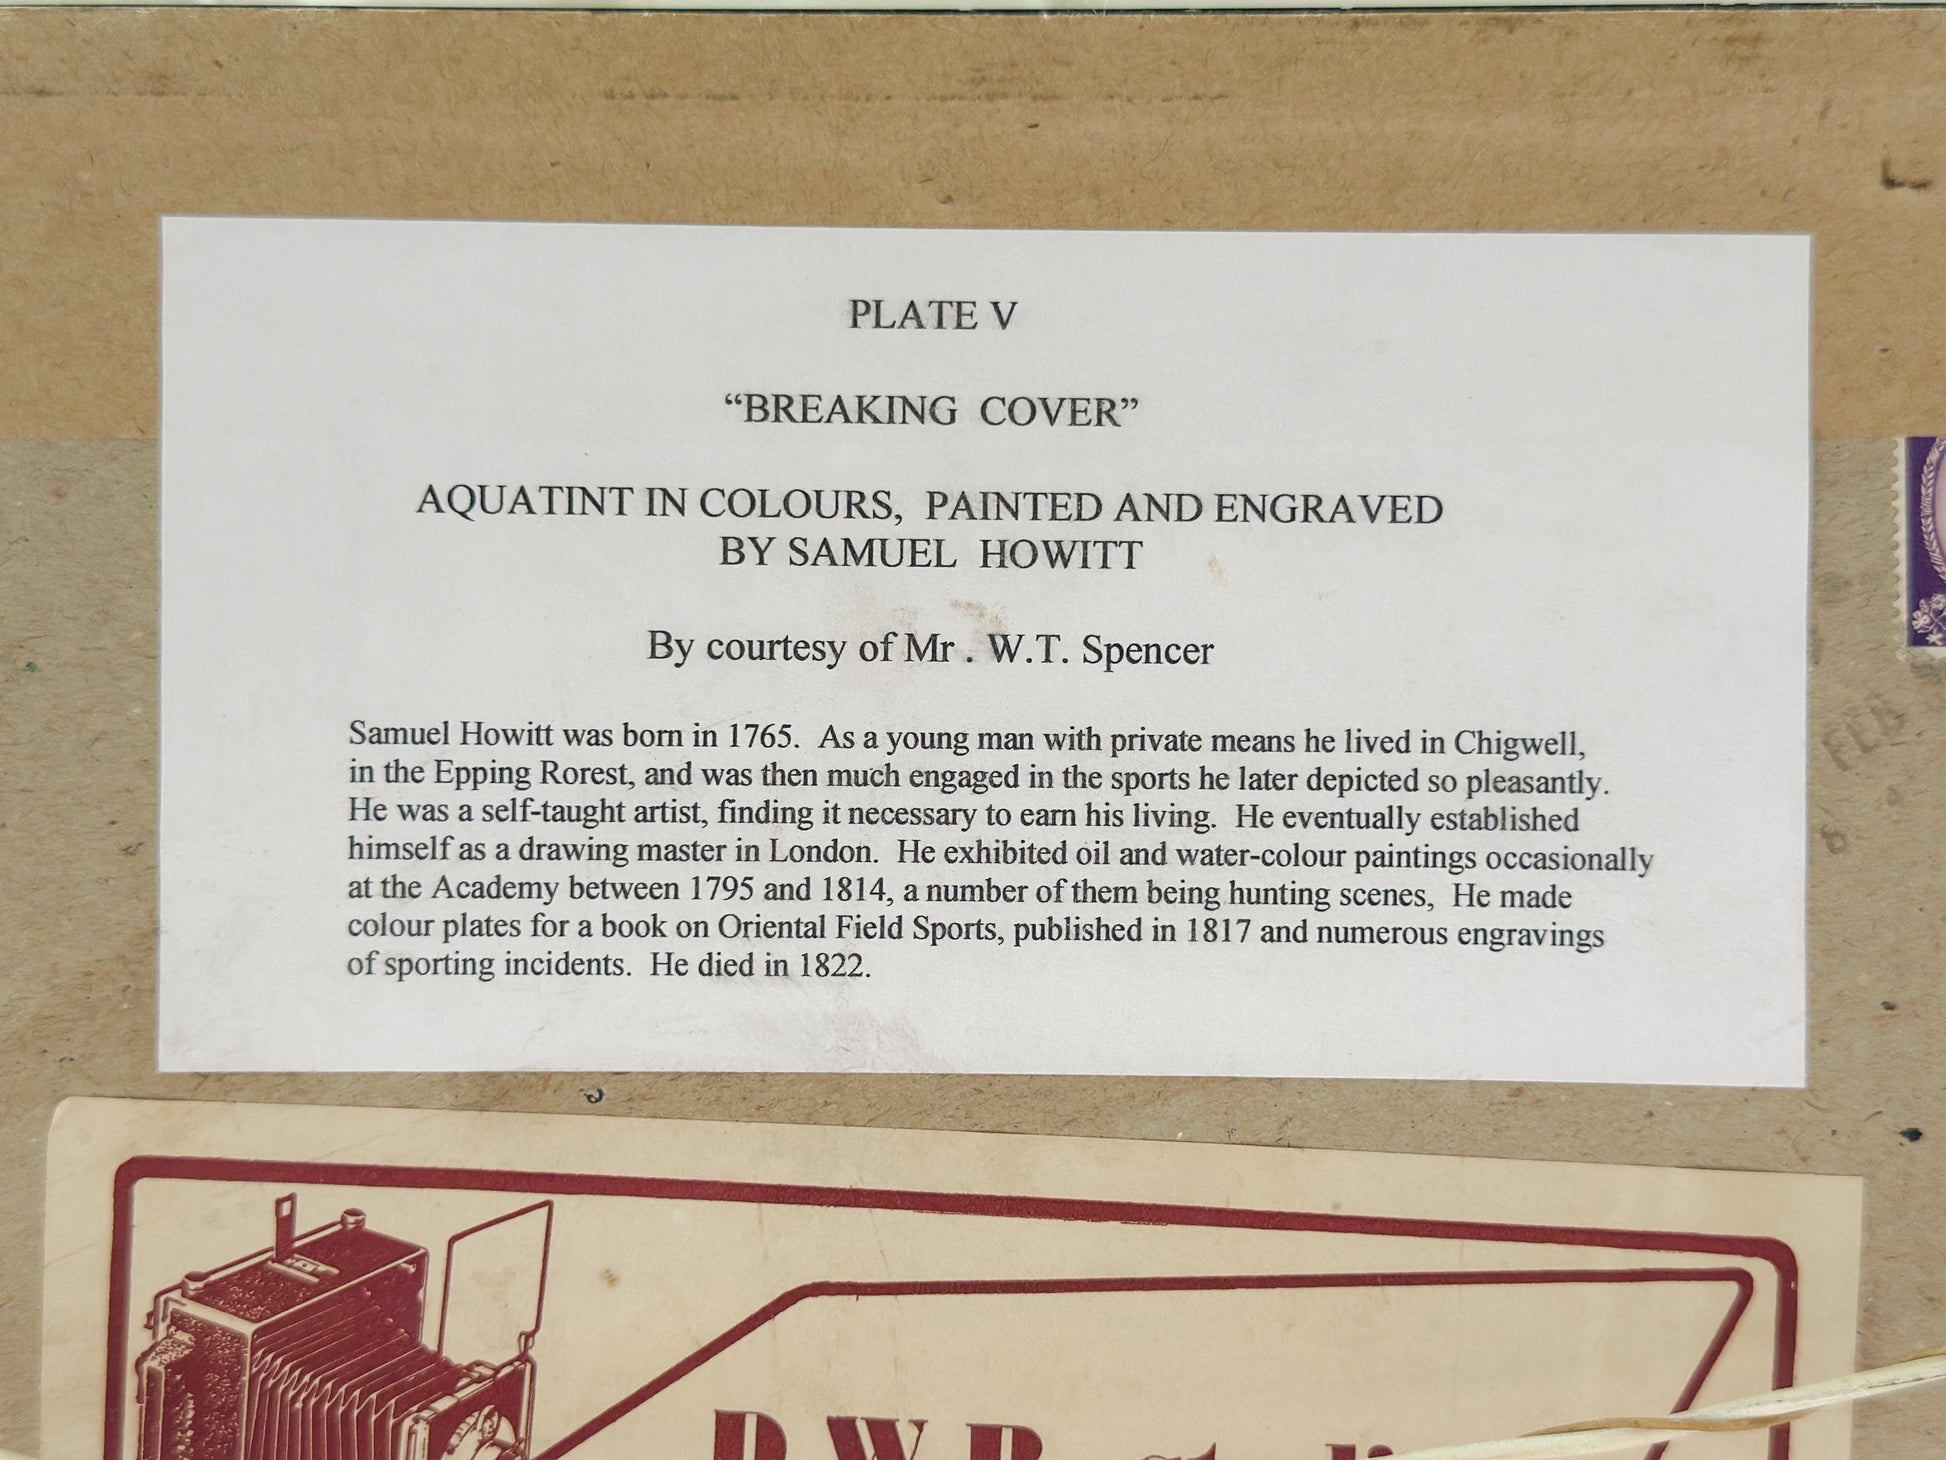 PLATE V
“BREAKING COVER”
AQUATINT IN COLOURS, PAINTED AND ENGRAVED
BY SAMUEL HOWITT
By courtesy of Mr . W.T. Spencer
Samuel Howitt was born in 1765. As a young man with private means he lived in Chigwell,
in the Epping Rorest, and was then much engaged in the sports he later depicted so pleasantly.
He was a self-taught artist, finding it necessary to earn his living. He eventually established
himself as a drawing master in London. He exhibited oil and water-colour paintings occasionally
at the Academy between 1795 and 1814, a number of them being hunting scenes, He made
colour plates for a book on Oriental Field Sports, published in 1817 and numerous engravings
of sporting incidents. He died in 1822.